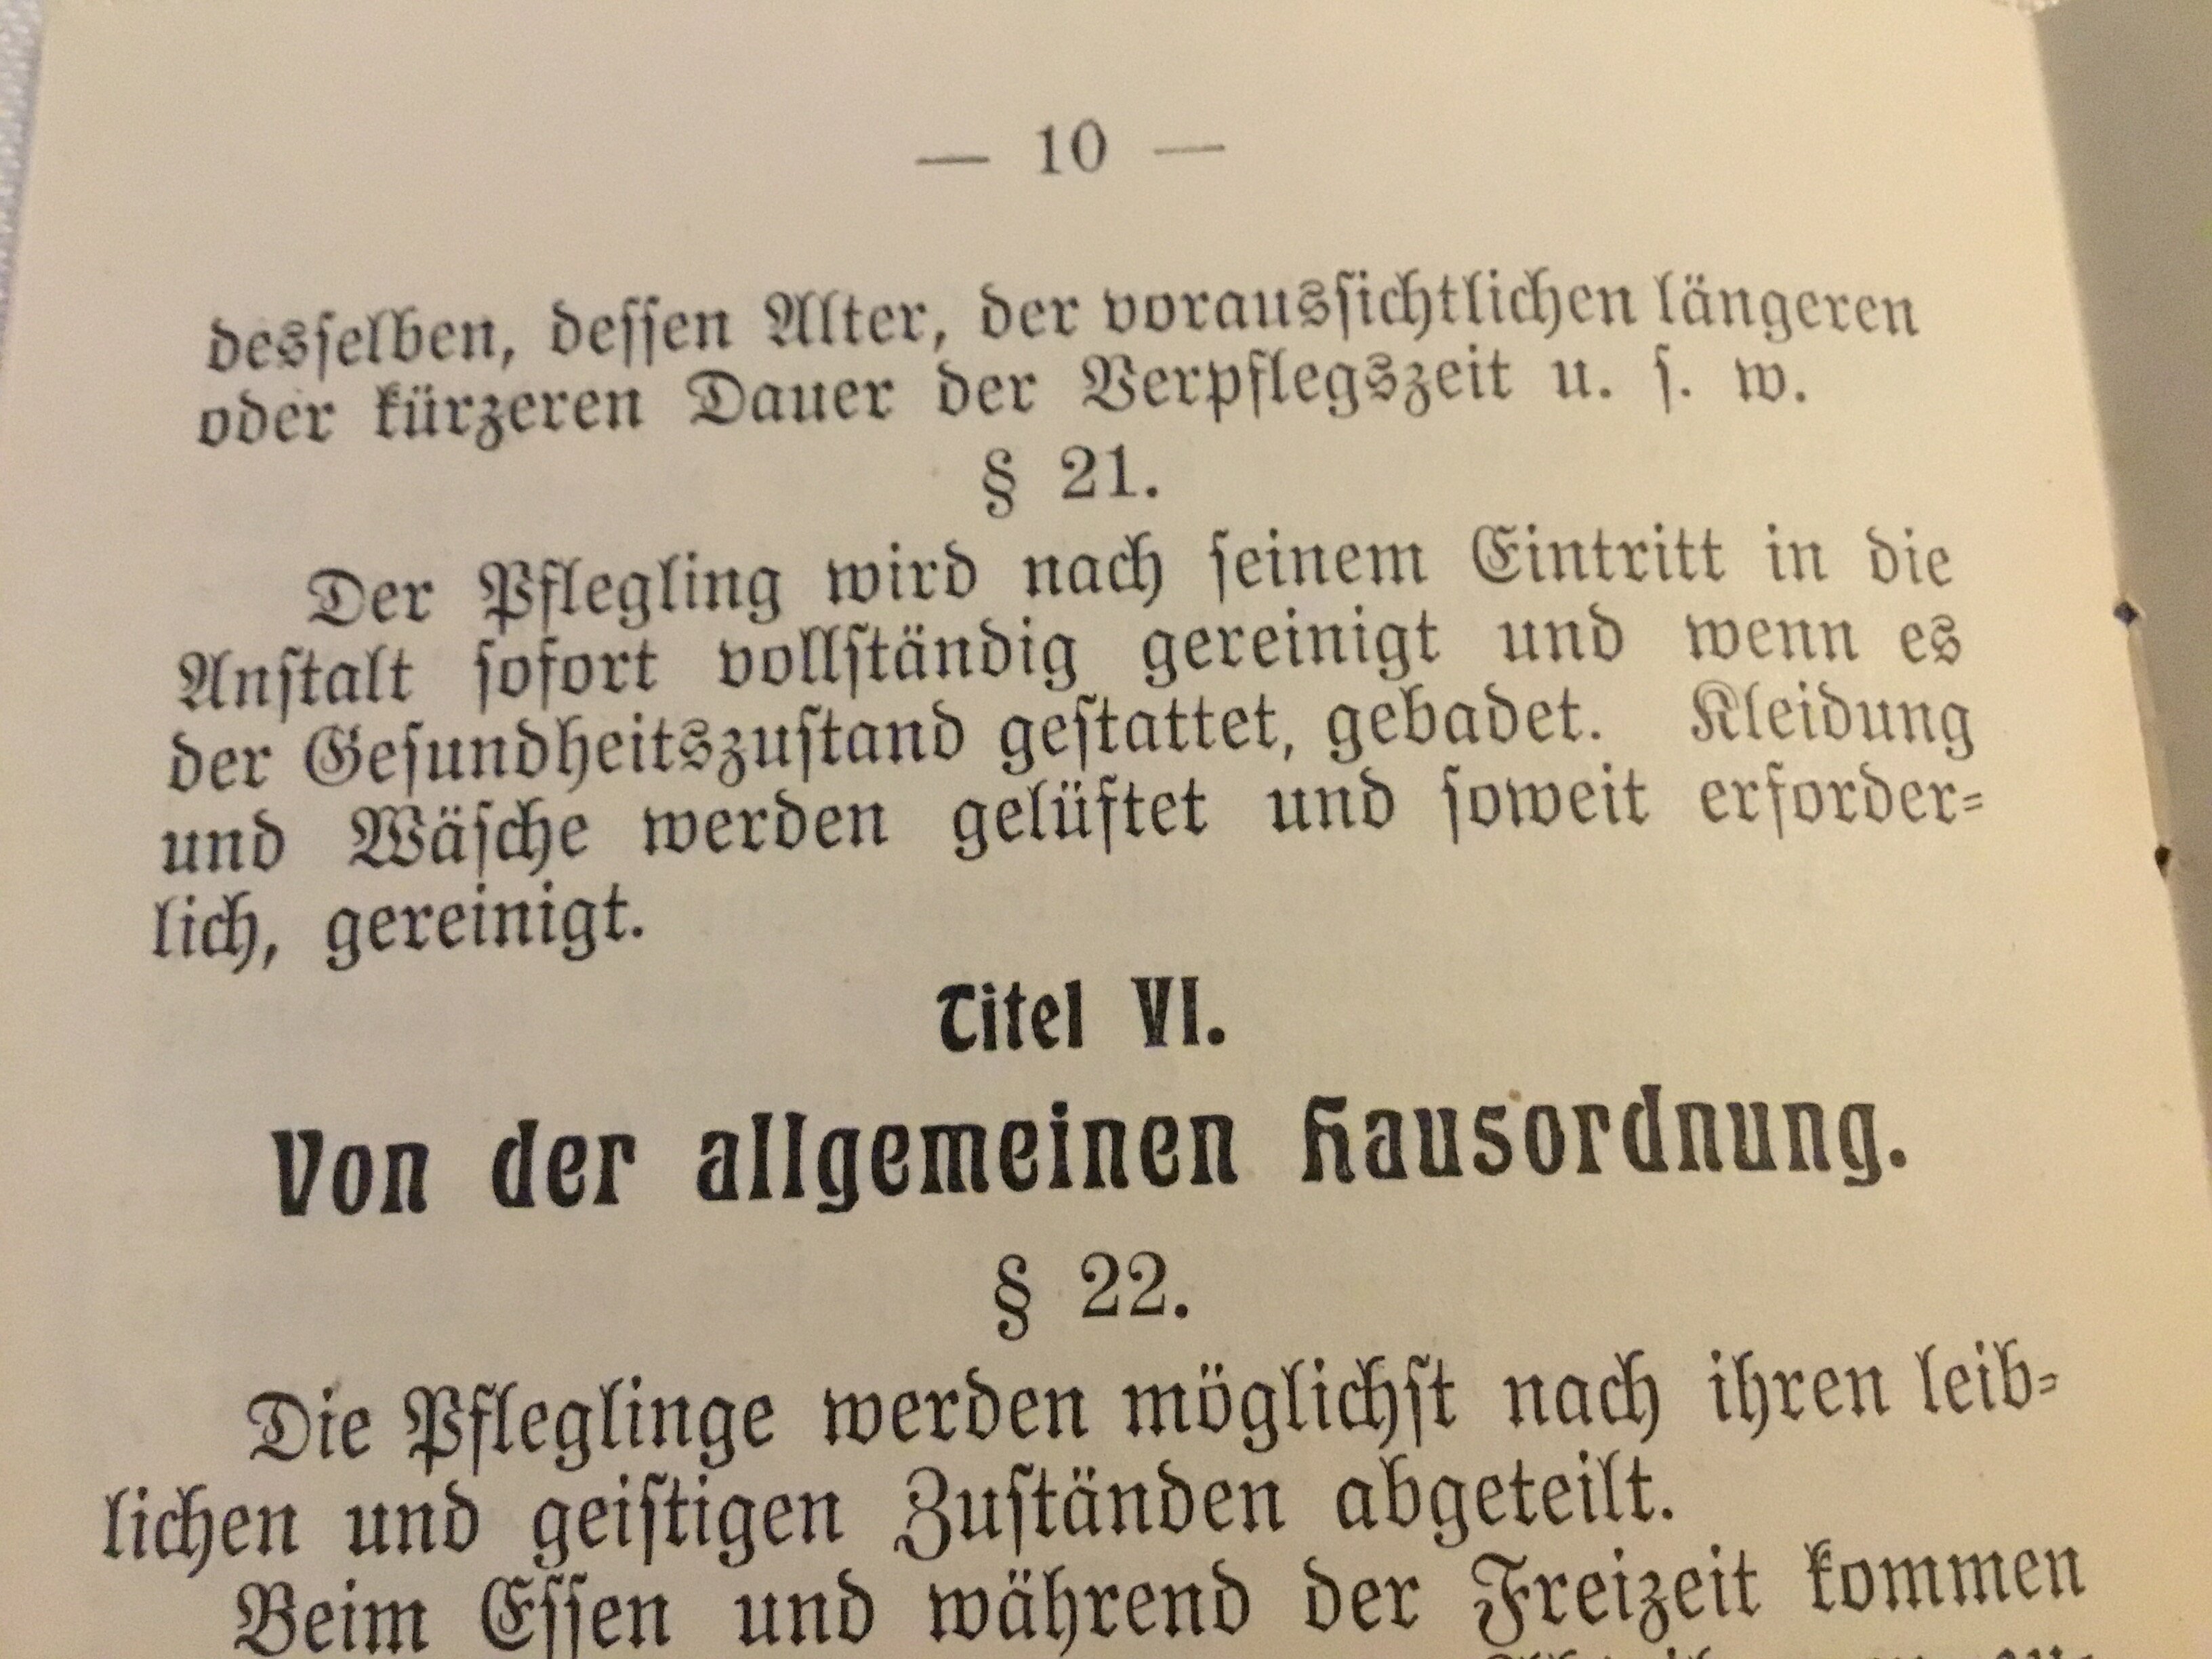 — 10 —
desselben, dessen Alter, der voraussichtlichen längeren
oder kürzeren Dauer der Verpflegszeit u. s. w.
§ 21.
Der Pflegling wird nach seinem Eintritt in die
Anstalt sofort vollständig gereinigt und wenn es
der Gesundheitszustand gestattet, gebadet. Kleidung
und Wäsche werden gelüftet und soweit erforder-
lich, gereinigt.
Titel VI.
Von der allgemeinen Hausordnung.
§ 22.
Die Pfleglinge werden möglichst nach ihren leib-
lichen und geistigen Zuständen abgeteilt.
Beim Essen und während der Freizeit kommen